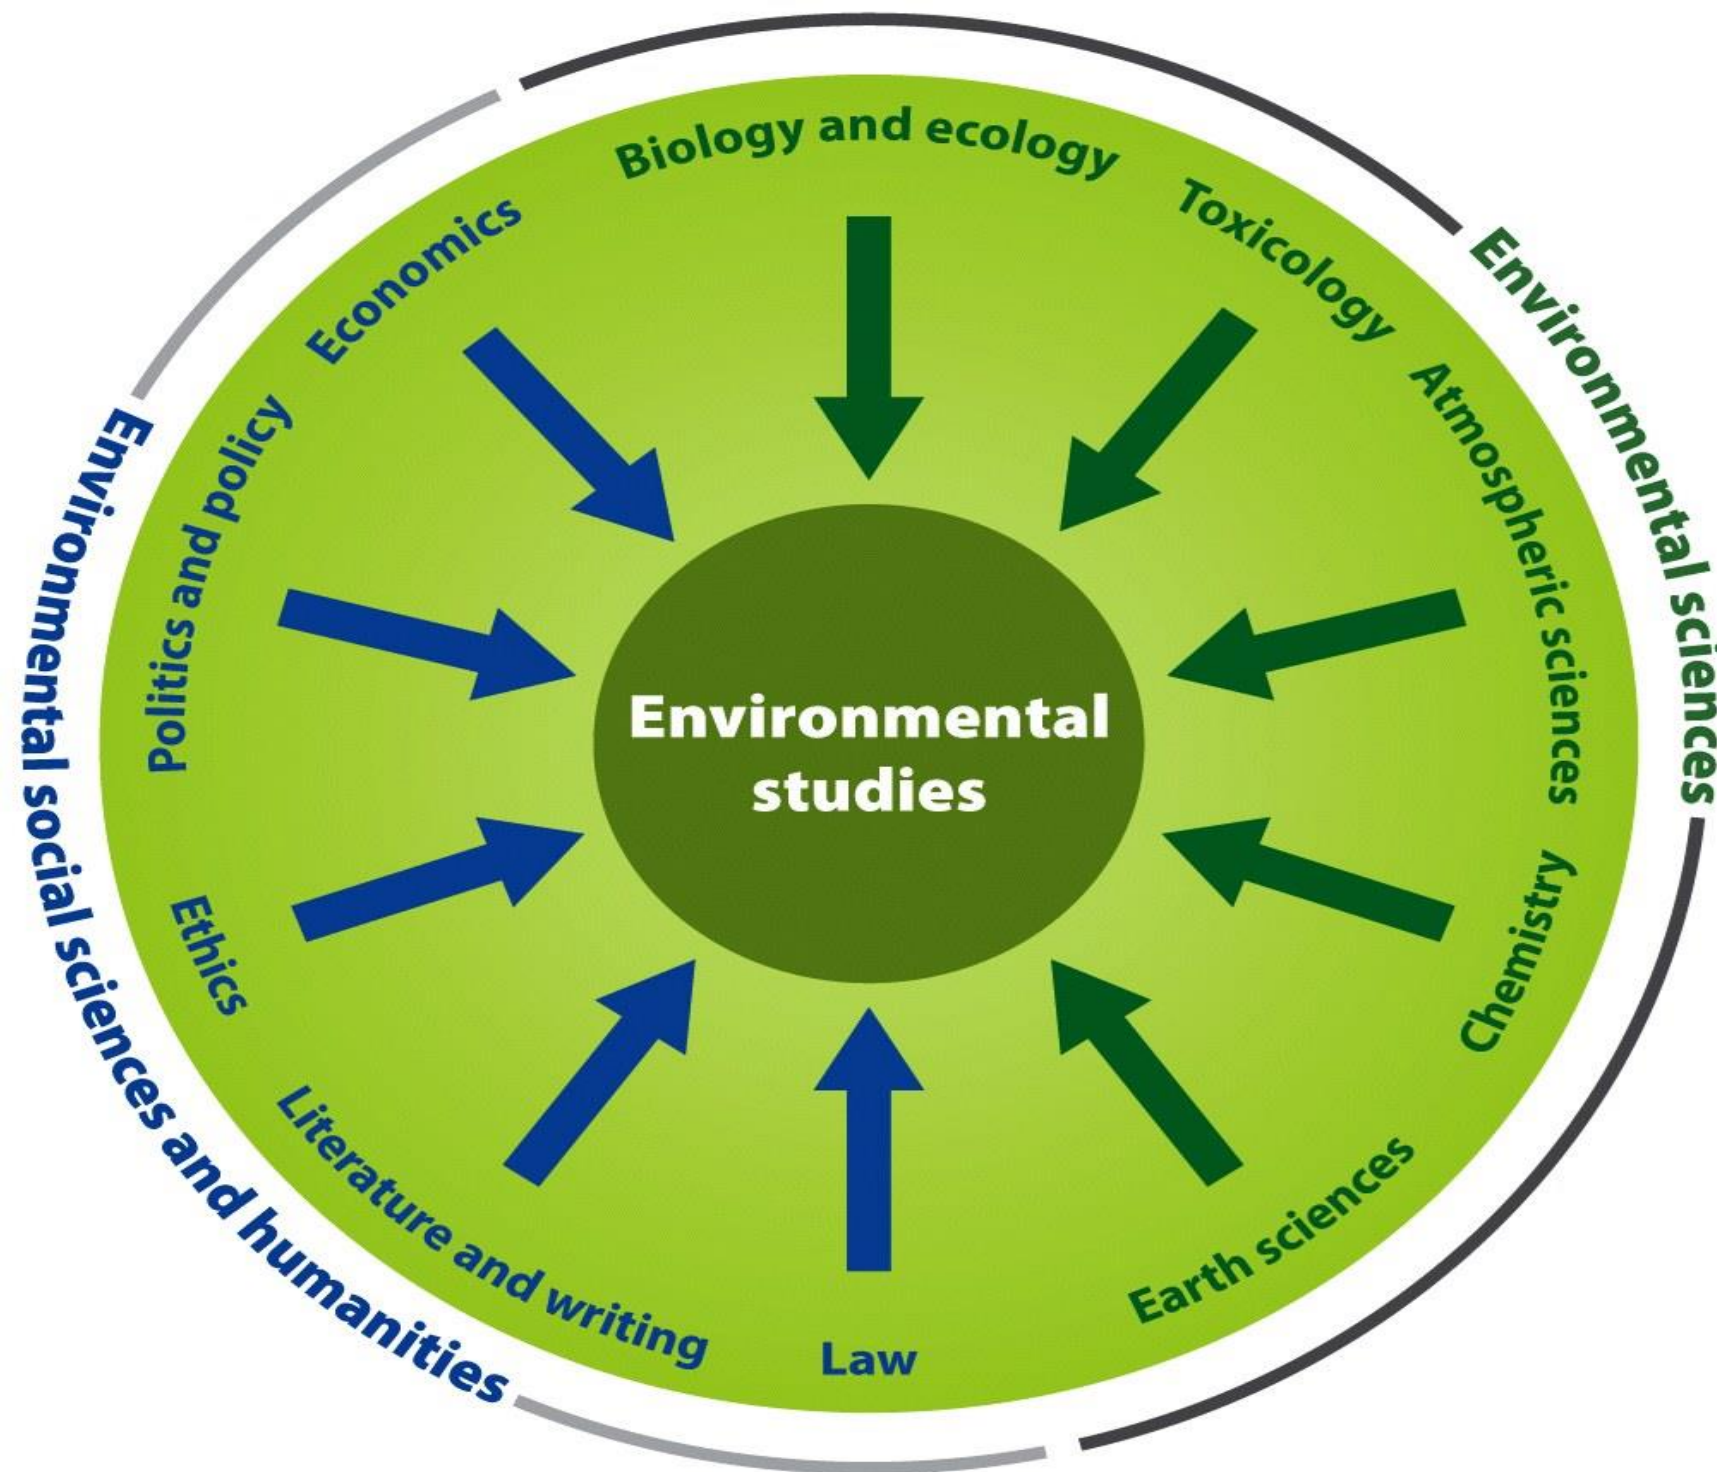 Biology and ecology
Toxicology
Atmospheric sciences
Chemistry
Earth sciences
Law
Literature and writing
Ethics
Politics and policy
Economics
Environmental sciences
Environmental social sciences and humanities
Environmental
studies